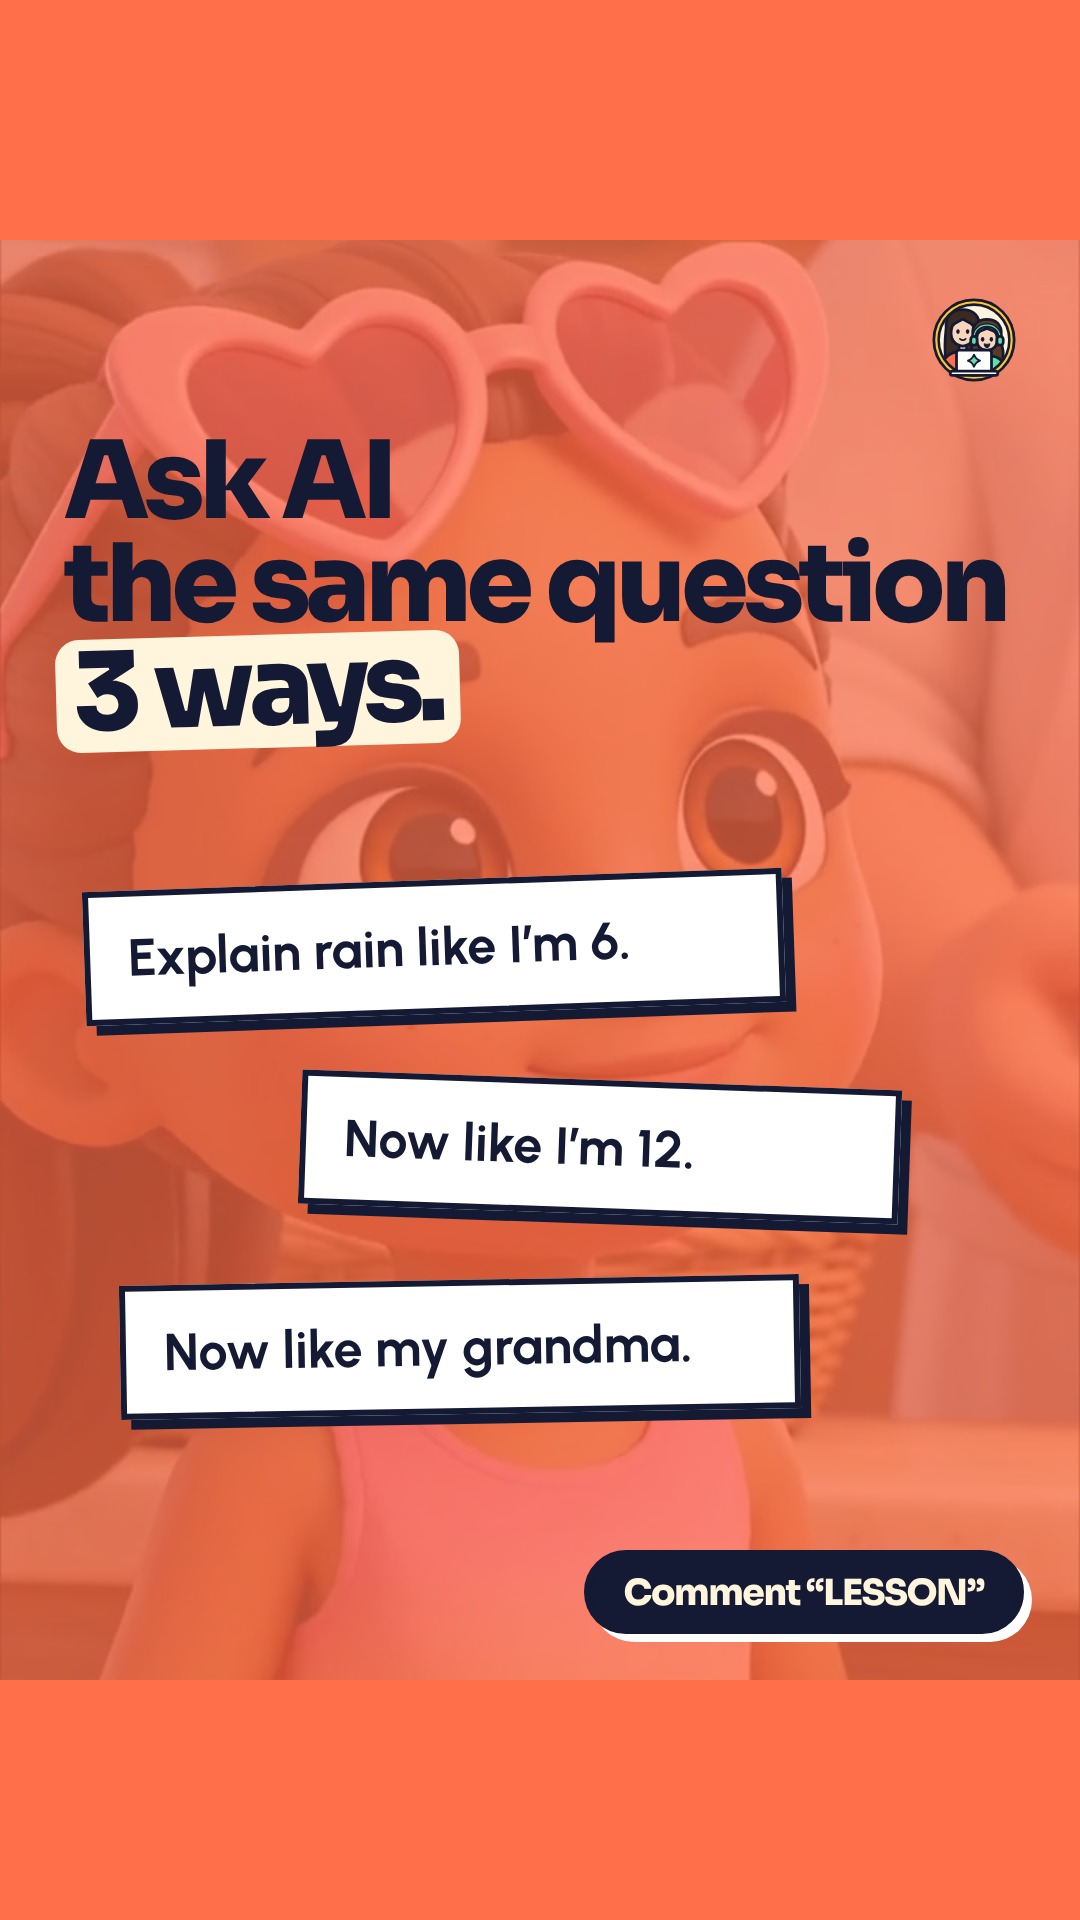 Ask AI
the same question
3 ways.
Explain rain like I’m 6.
Now like I’m 12.
Now like my grandma.
Comment “LESSON”